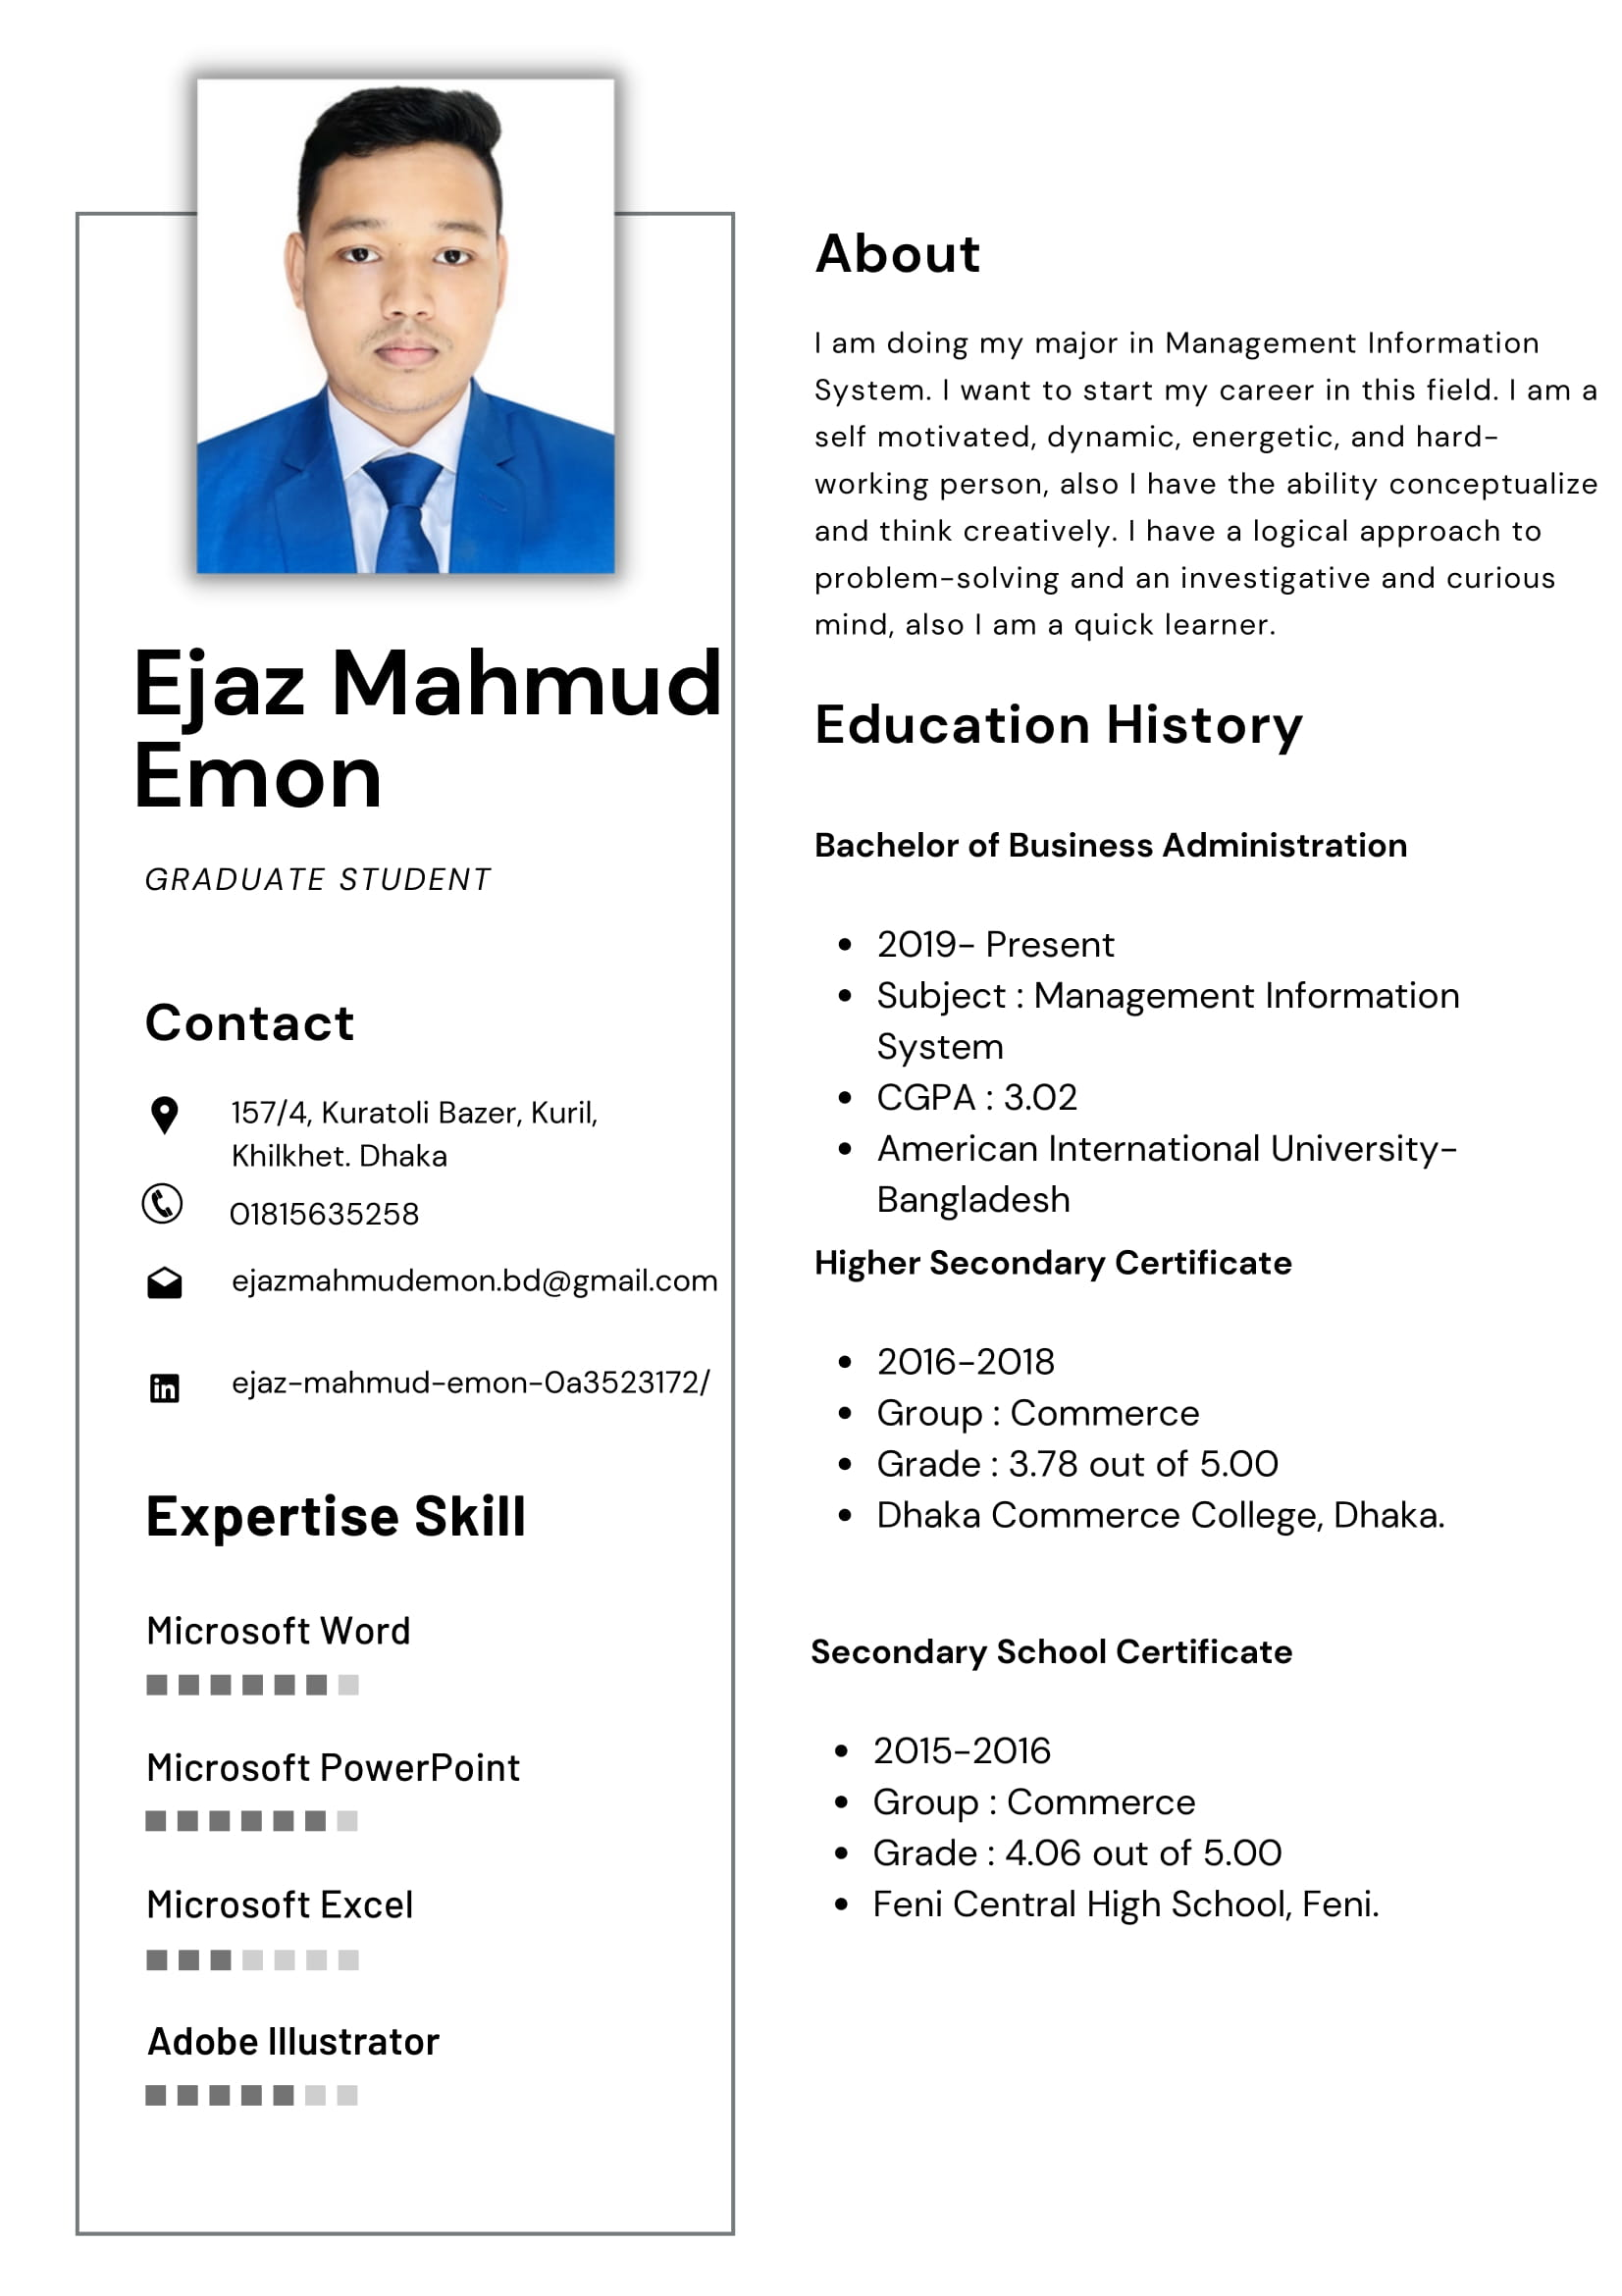 Ejaz Mahmud
Emon
GRADUATE STUDENT
Contact
157/4, Kuratoli Bazer, Kuril,
Khilkhet. Dhaka
01815635258
ejazmahmudemon.bd@gmail.com
in
ejaz-mahmud-emon-0a3523172/
Expertise Skill
Microsoft Word
Microsoft PowerPoint
Microsoft Excel
Adobe Illustrator
About
I am doing my major in Management Information
System. I want to start my career in this field. I am a
self motivated, dynamic, energetic, and hard-
working person, also I have the ability conceptualize
and think creatively. I have a logical approach to
problem-solving and an investigative and curious
mind, also I am a quick learner.
Education History
Bachelor of Business Administration
• 2019- Present
• Subject : Management Information
System
• CGPA : 3.02
• American International University-
Bangladesh
Higher Secondary Certificate
• 2016-2018
• Group : Commerce
• Grade : 3.78 out of 5.00
• Dhaka Commerce College, Dhaka.
Secondary School Certificate
• 2015-2016
• Group : Commerce
• Grade : 4.06 out of 5.00
• Feni Central High School, Feni.